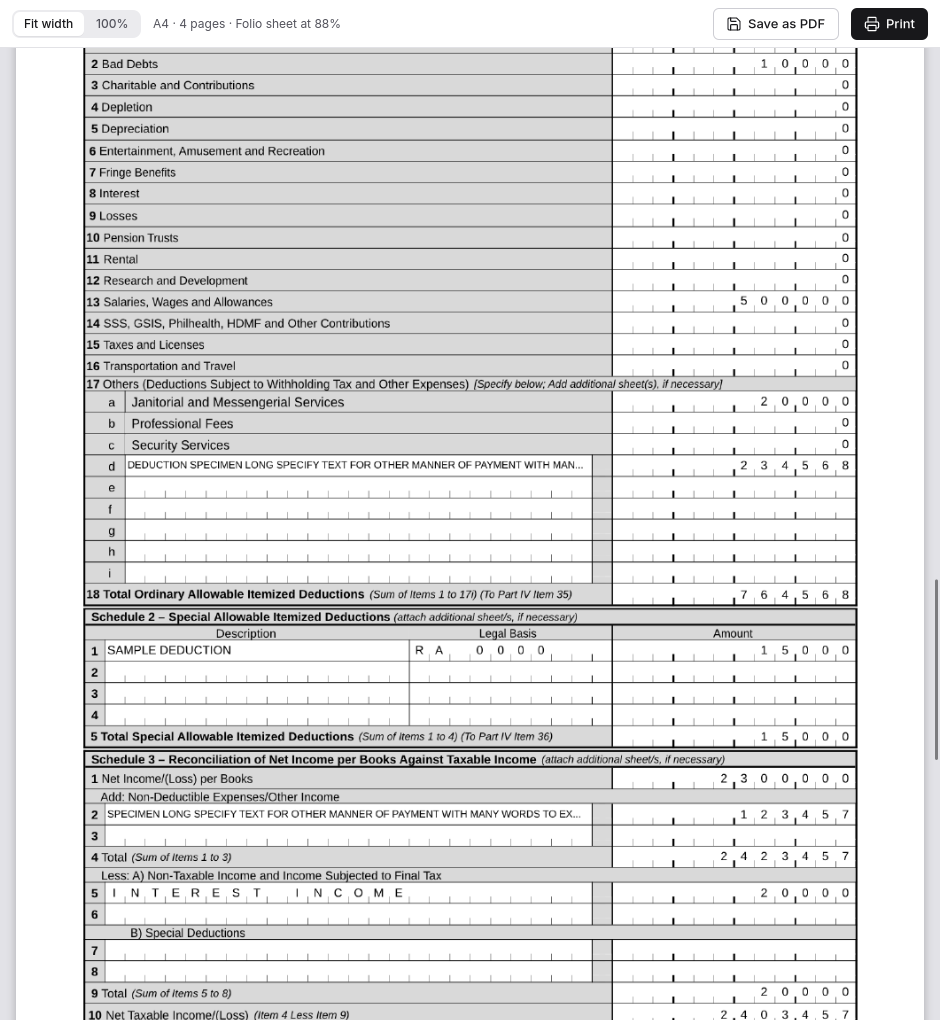 Fit width 100% A4 · 4 pages · Folio sheet at 88% Save as PDF Print
2 Bad Debts 10000
3 Charitable and Contributions 0
4 Depletion 0
5 Depreciation 0
6 Entertainment, Amusement and Recreation 0
7 Fringe Benefits 0
8 Interest 0
9 Losses 0
10 Pension Trusts 0
11 Rental 0
12 Research and Development 0
13 Salaries, Wages and Allowances 500000
14 SSS, GSIS, Philhealth, HDMF and Other Contributions 0
15 Taxes and Licenses 0
16 Transportation and Travel 0
17 Others (Deductions Subject to Withholding Tax and Other Expenses) [Specify below; Add additional sheet(s), if necessary]
a Janitorial and Messengerial Services 20000
b Professional Fees 0
c Security Services 0
d DEDUCTION SPECIMEN LONG SPECIFY TEXT FOR OTHER MANNER OF PAYMENT WITH MAN... 234568
e
f
g
h
i
18 Total Ordinary Allowable Itemized Deductions (Sum of Items 1 to 17i) (To Part IV Item 35) 764568
Schedule 2 – Special Allowable Itemized Deductions (attach additional sheet/s, if necessary)
Description Legal Basis Amount
1 SAMPLE DEDUCTION RA 0000 15000
2
3
4
5 Total Special Allowable Itemized Deductions (Sum of Items 1 to 4) (To Part IV Item 36) 15000
Schedule 3 – Reconciliation of Net Income per Books Against Taxable Income (attach additional sheet/s, if necessary)
1 Net Income/(Loss) per Books 2300000
Add: Non-Deductible Expenses/Other Income
2 SPECIMEN LONG SPECIFY TEXT FOR OTHER MANNER OF PAYMENT WITH MANY WORDS TO EX... 123457
3
4 Total (Sum of Items 1 to 3) 2423457
Less: A) Non-Taxable Income and Income Subjected to Final Tax
5 INTEREST INCOME 20000
6
B) Special Deductions
7
8
9 Total (Sum of Items 5 to 8) 20000
10 Net Taxable Income/(Loss) (Item 4 Less Item 9) 2403457